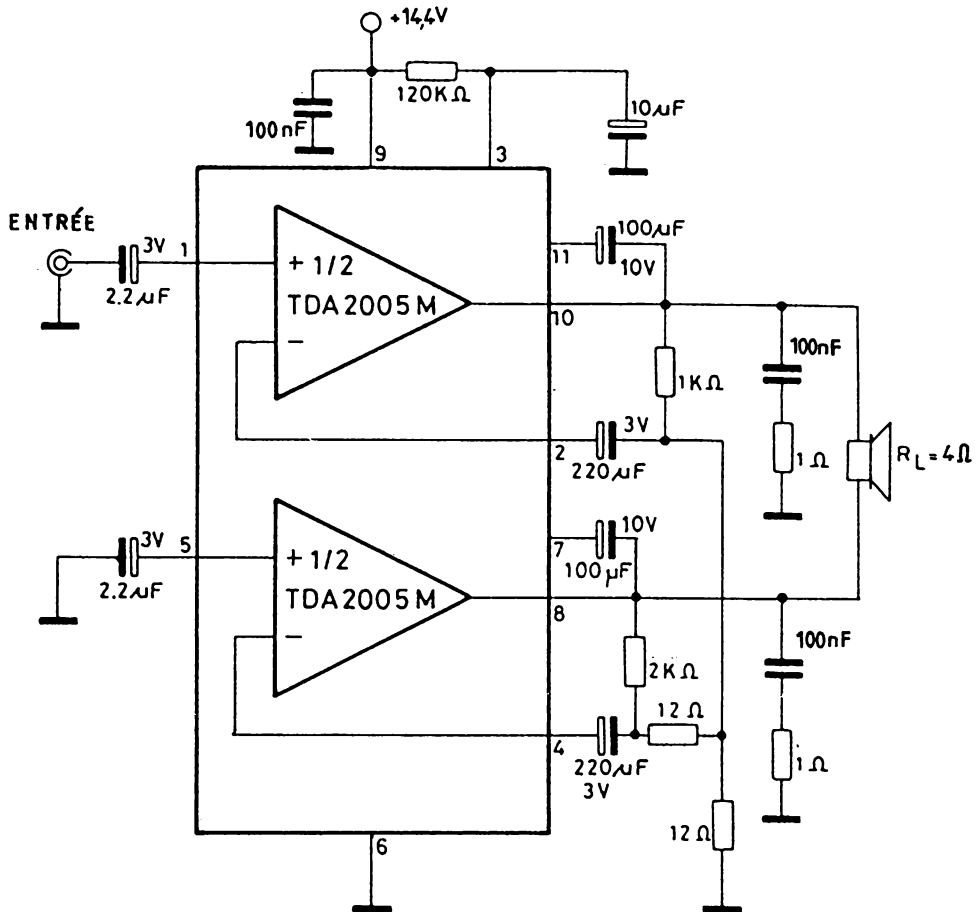 +14,4V
120KΩ
100nF
10µF
9
3
ENTRÉE
3V
1
2.2µF
+ 1/2
TDA2005M
−
11
100µF
10V
10
1KΩ
100nF
1Ω
R_L=4Ω
2
3V
220µF
3V
5
2.2µF
+ 1/2
TDA2005M
−
7
10V
100µF
8
2KΩ
100nF
12Ω
4
220µF
3V
1Ω
12Ω
6